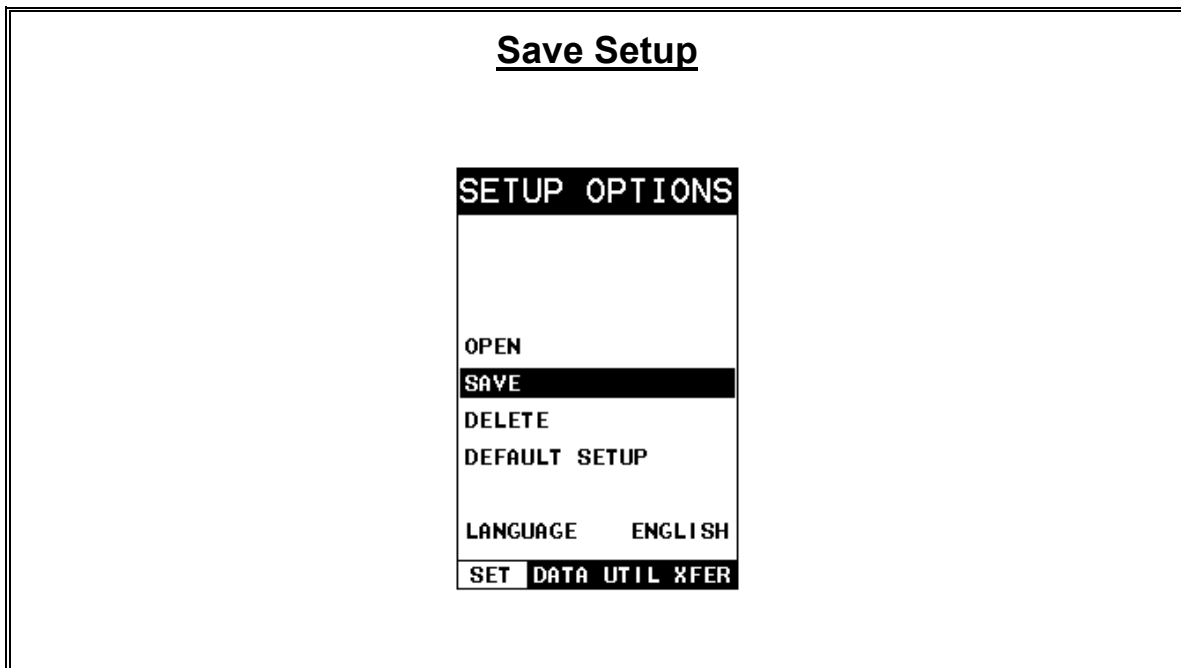 Save Setup
SETUP OPTIONS
OPEN
SAVE
DELETE
DEFAULT SETUP
LANGUAGE ENGLISH
SET DATA UTIL XFER